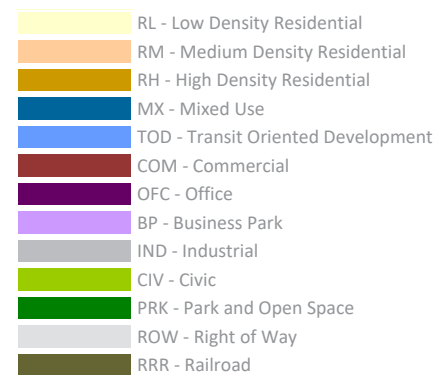 RL - Low Density Residential
RM - Medium Density Residential
RH - High Density Residential
MX - Mixed Use
TOD - Transit Oriented Development
COM - Commercial
OFC - Office
BP - Business Park
IND - Industrial
CIV - Civic
PRK - Park and Open Space
ROW - Right of Way
RRR - Railroad